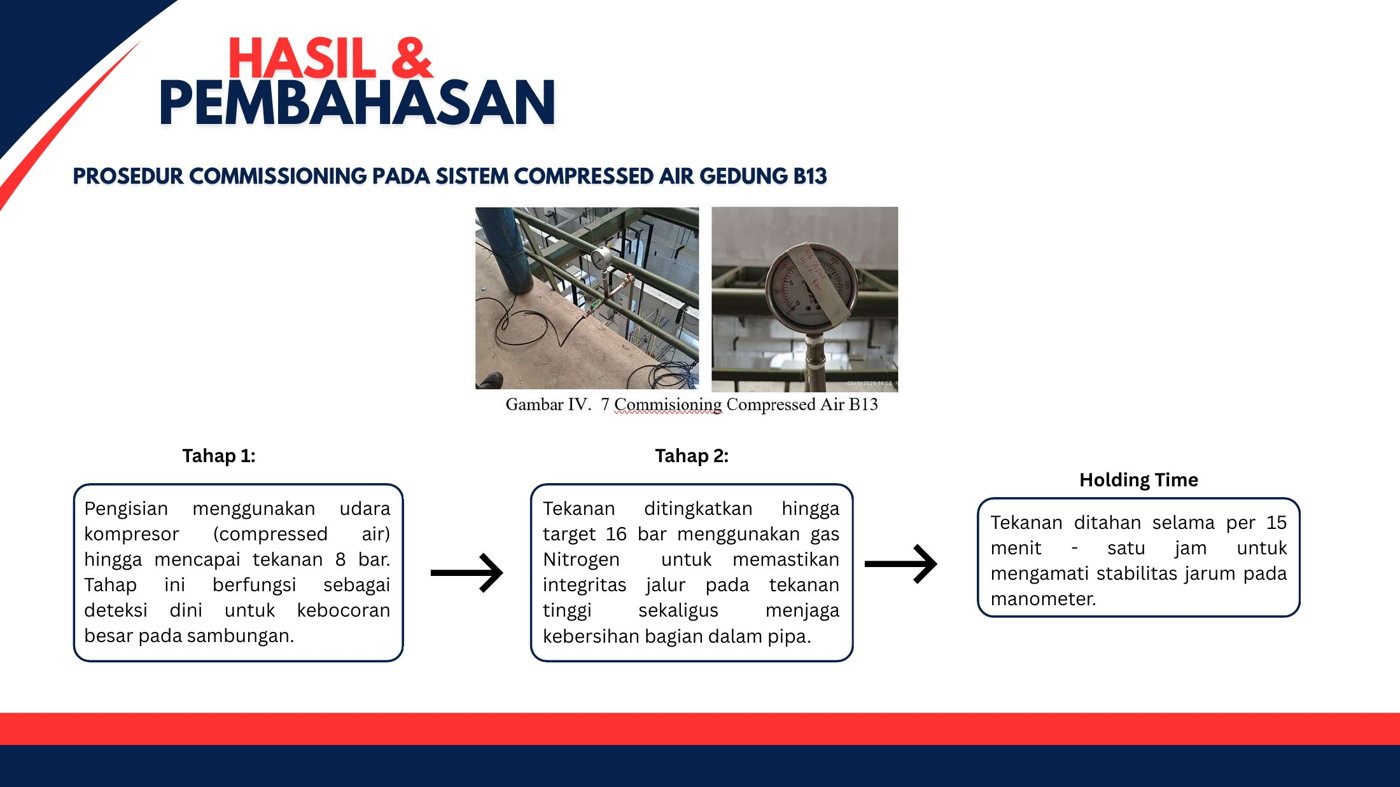 HASIL &
PEMBAHASAN
PROSEDUR COMMISSIONING PADA SISTEM COMPRESSED AIR GEDUNG B13
Gambar IV. 7 Commisioning Compressed Air B13
Tahap 1:
Pengisian menggunakan udara
kompresor (compressed air)
hingga mencapai tekanan 8 bar.
Tahap ini berfungsi sebagai
deteksi dini untuk kebocoran
besar pada sambungan.
Tahap 2:
Tekanan ditingkatkan hingga
target 16 bar menggunakan gas
Nitrogen untuk memastikan
integritas jalur pada tekanan
tinggi sekaligus menjaga
kebersihan bagian dalam pipa.
Holding Time
Tekanan ditahan selama per 15
menit - satu jam untuk
mengamati stabilitas jarum pada
manometer.